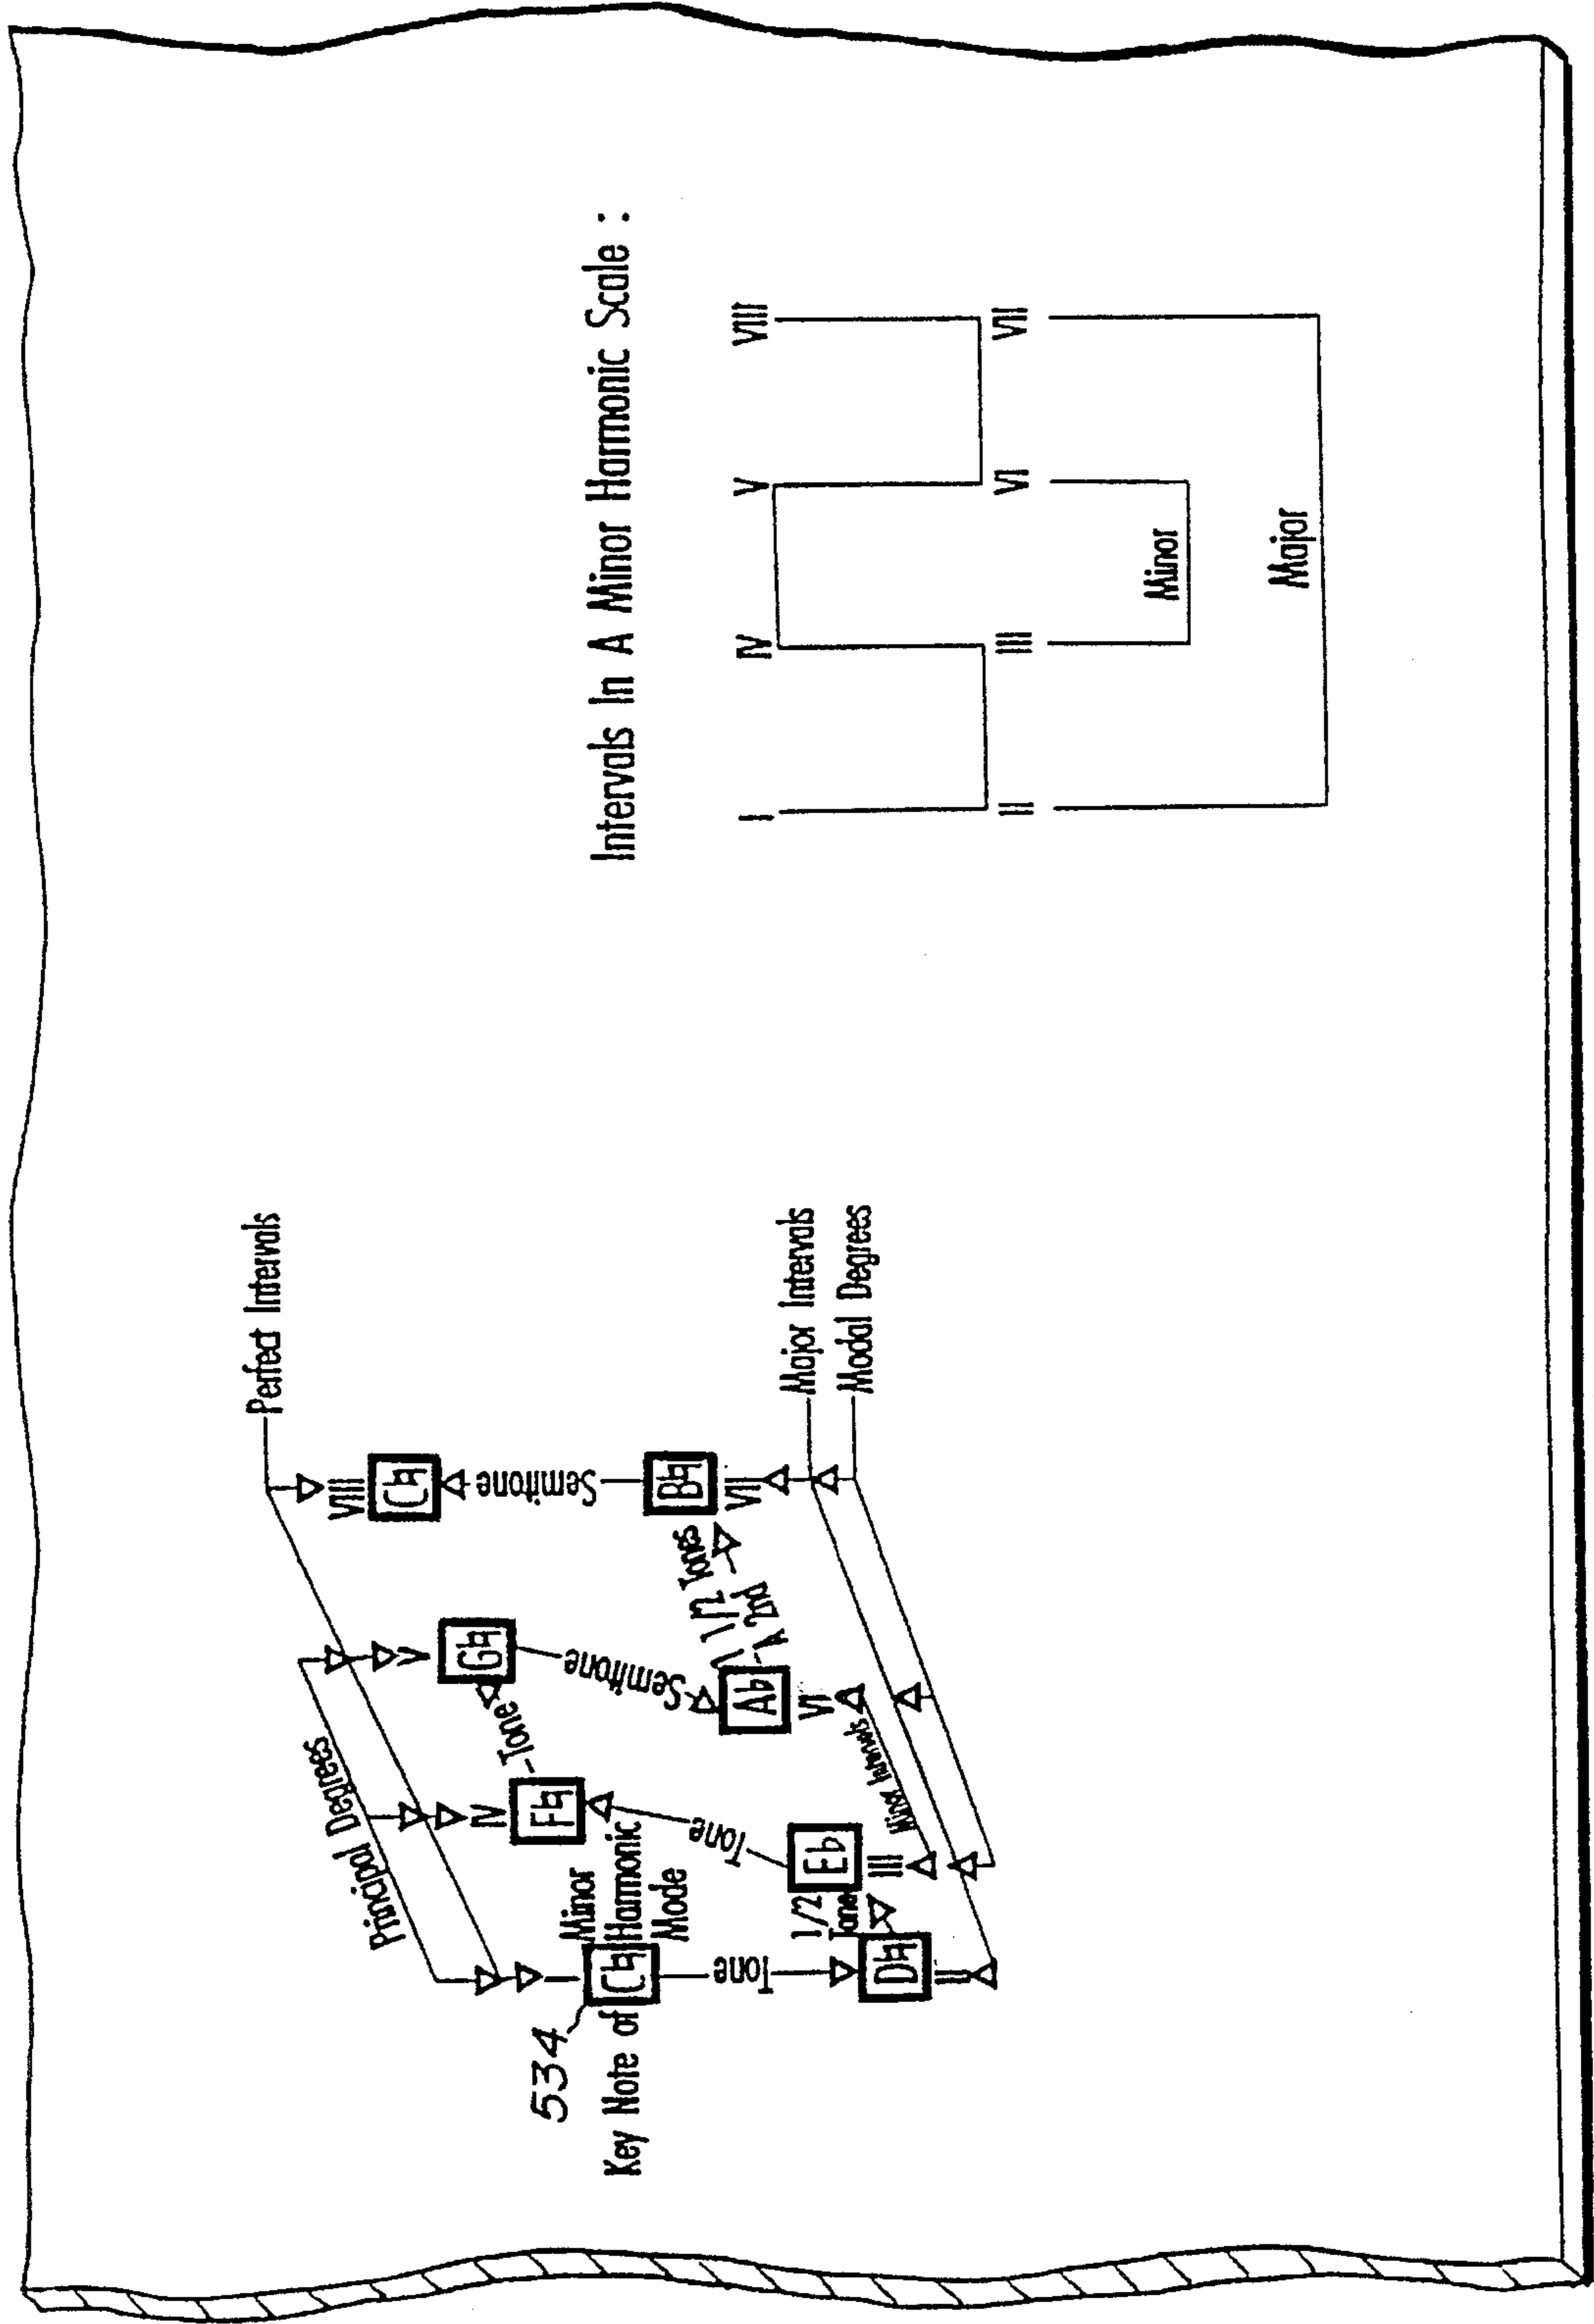 Perfect Intervals
Principal Degrees
VIII
V
IV
I
C♮
G♮
F♮
C♮
Semitone
Semitone
Tone
Tone
Tone
1/2 Tone
1 1/2 Tones
A 2nd
534
Key Note of
Minor
Harmonic
Mode
B♮
A♭
E♭
D♮
VII
VI
III
II
Minor Intervals
Major Intervals
Modal Degrees
Intervals In A Minor Harmonic Scale :
I IV V VIII
II III VI VII
Minor
Major